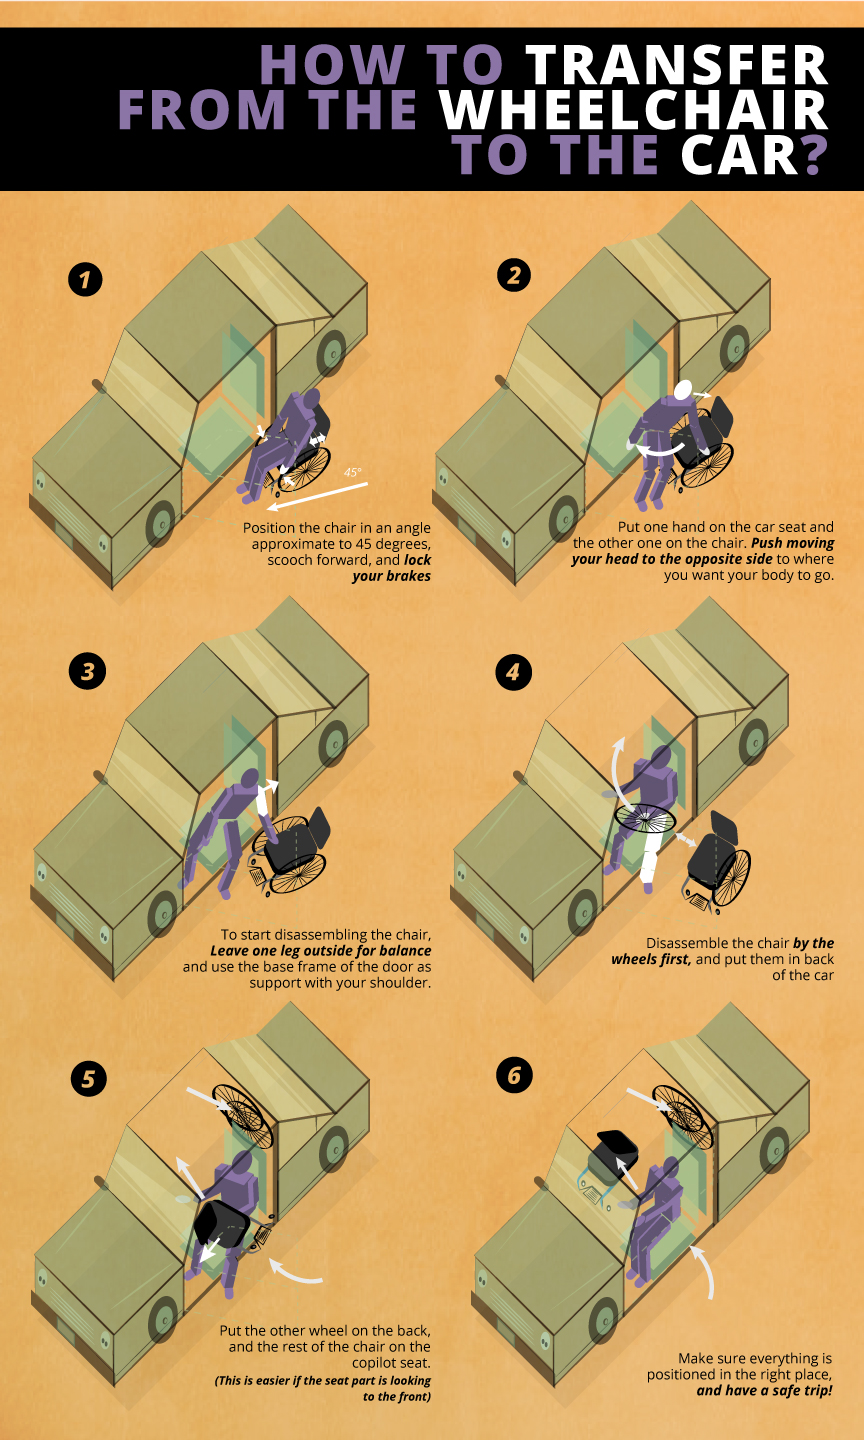 HOW TO TRANSFER
FROM THE WHEELCHAIR
TO THE CAR?
1
45°
Position the chair in an angle
approximate to 45 degrees,
scooch forward, and lock
your brakes
2
Put one hand on the car seat and
the other one on the chair. Push moving
your head to the opposite side to where
you want your body to go.
3
To start disassembling the chair,
Leave one leg outside for balance
and use the base frame of the door as
support with your shoulder.
4
Disassemble the chair by the
wheels first, and put them in back
of the car
5
Put the other wheel on the back,
and the rest of the chair on the
copilot seat.
(This is easier if the seat part is looking
to the front)
6
Make sure everything is
positioned in the right place,
and have a safe trip!